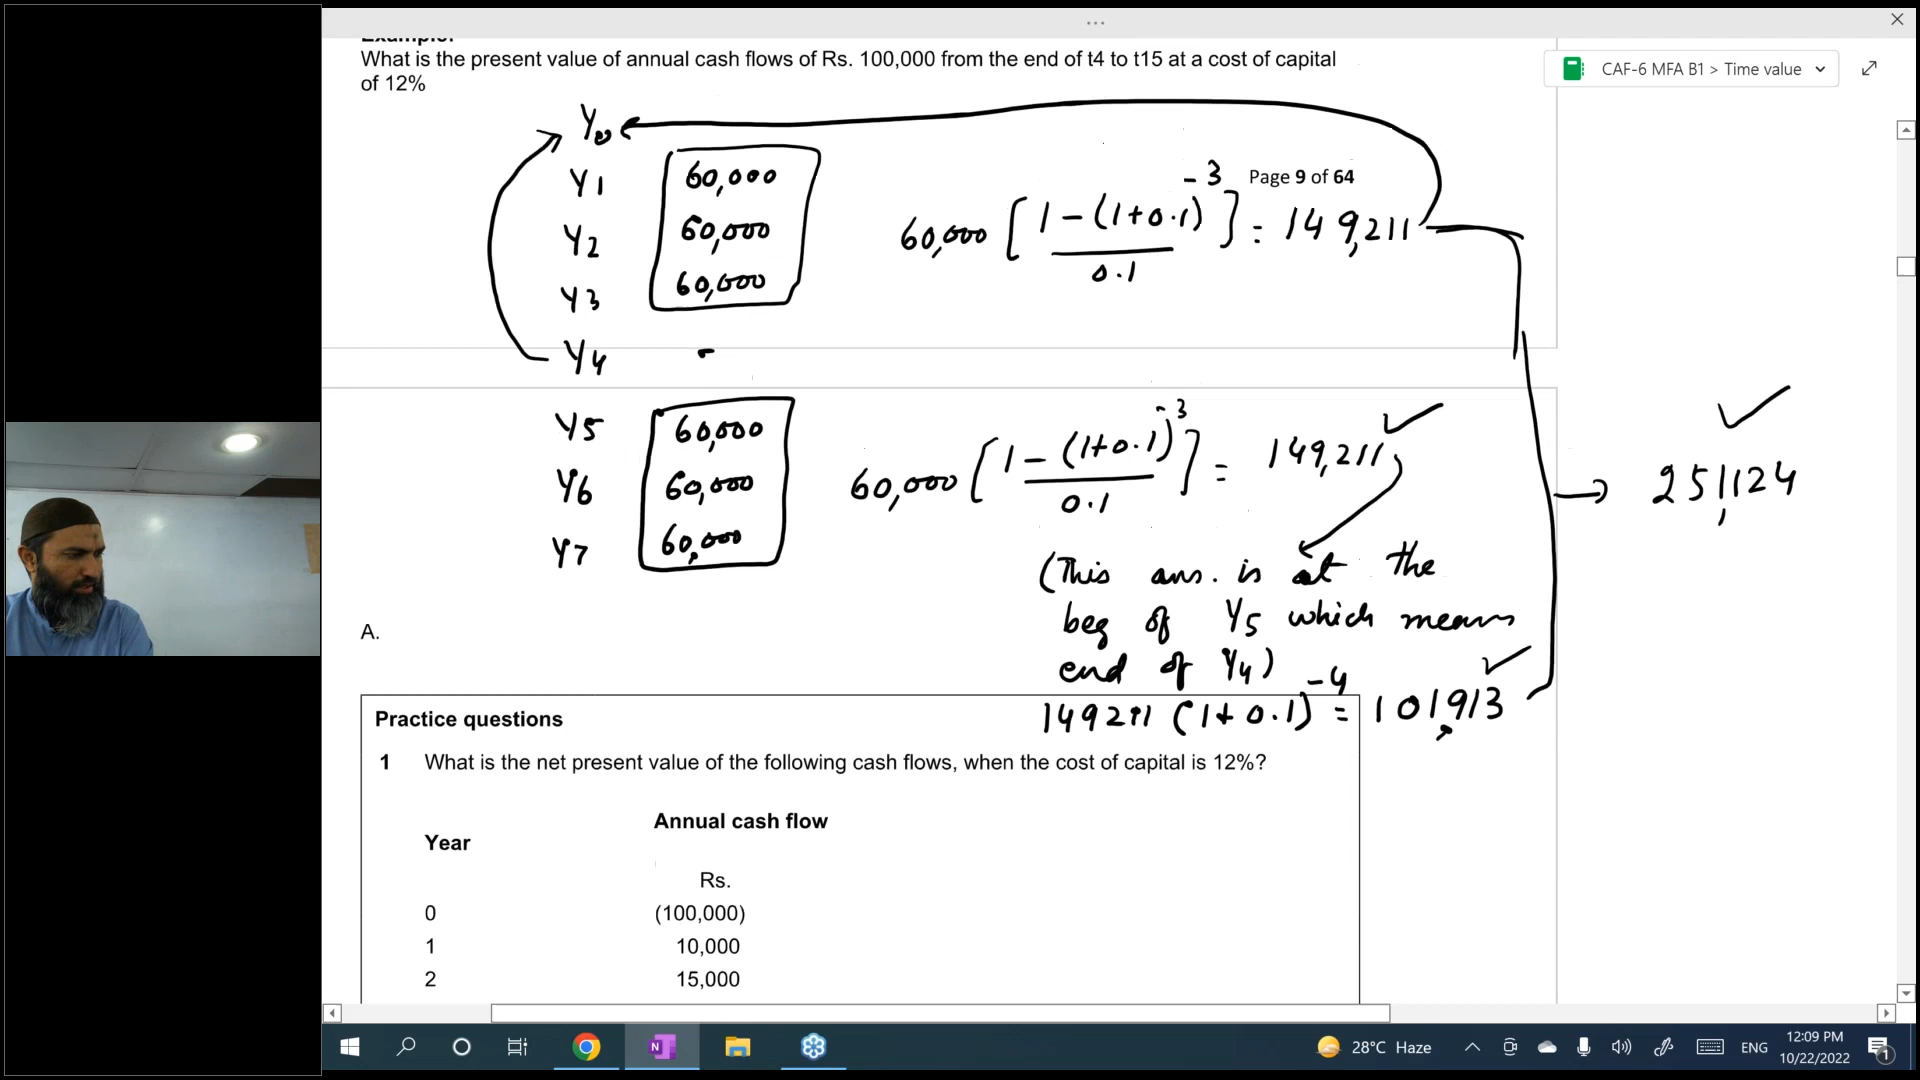 Example:
What is the present value of annual cash flows of Rs. 100,000 from the end of t4 to t15 at a cost of capital
of 12%
CAF-6 MFA B1 > Time value
Y0
Y1 60,000
Page 9 of 64
Y2 60,000 60,000 [1-(1+0.1)-3 / 0.1] = 149,211
Y3 60,000
Y4 -
Y5 60,000
Y6 60,000 60,000 [1-(1+0.1)-3 / 0.1] = 149,211 → 251,124
Y7 60,000
(This ans. is at the
beg of Y5 which means
end of Y4)
149211 (1+0.1)-4 = 101,913
A.
Practice questions
1 What is the net present value of the following cash flows, when the cost of capital is 12%?
Annual cash flow
Year
Rs.
0 (100,000)
1 10,000
2 15,000
28°C Haze
ENG
12:09 PM
10/22/2022
1